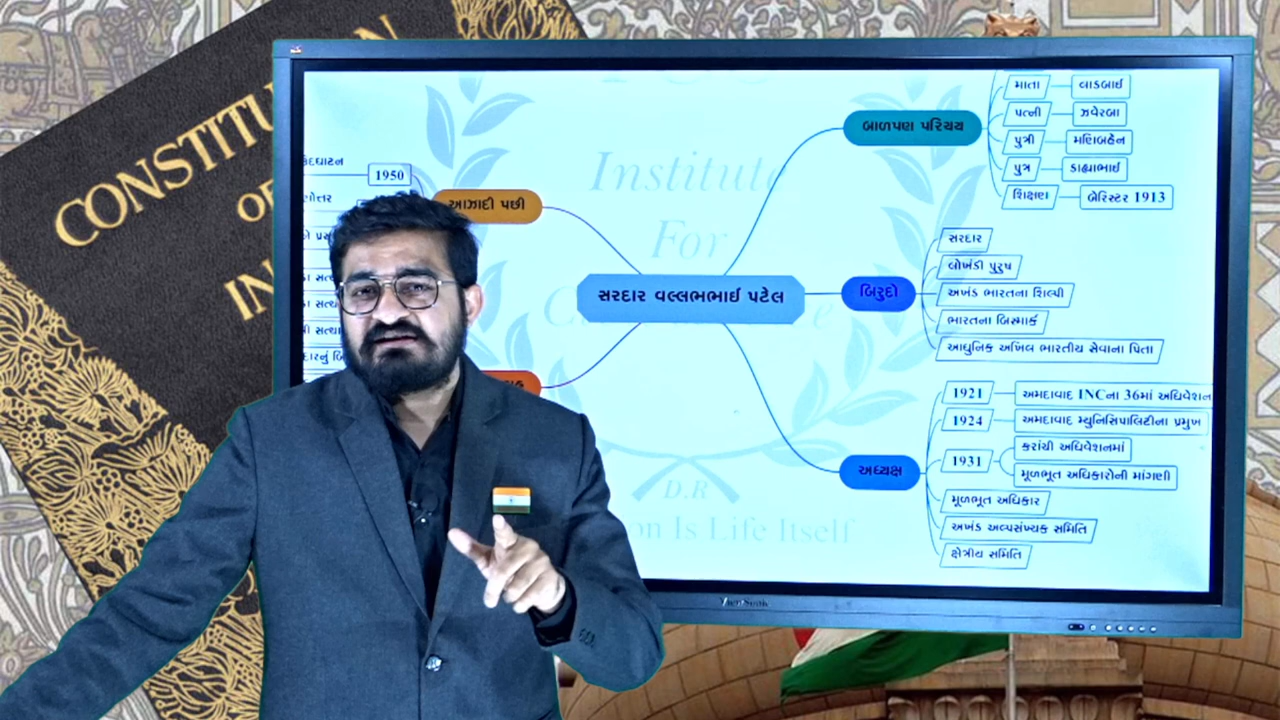 CONSTITU
N
OF
IN
1950
આઝાદી પછી
Institute
For
સરદાર વલ્લભભાઈ પટેલ
D.R
Is Life Itself
બાળપણ પરિચય
માતા
લાડબાઈ
પત્ની
ઝવેરબા
પુત્રી
મણિબહેન
પુત્ર
ડાહ્યાભાઈ
શિક્ષણ
બેરિસ્ટર 1913
બિરુદો
સરદાર
લોખંડી પુરુષ
અખંડ ભારતના શિલ્પી
ભારતના બિસ્માર્ક
આધુનિક અખિલ ભારતીય સેવાના પિતા
અધ્યક્ષ
1921
અમદાવાદ INCના 36માં અધિવેશન
1924
અમદાવાદ મ્યુનિસિપાલિટીના પ્રમુખ
1931
કરાંચી અધિવેશનમાં
મૂળભૂત અધિકારોની માંગણી
મૂળભૂત અધિકાર
અખંડ અલ્પસંખ્યક સમિતિ
ક્ષેત્રીય સમિતિ
ViewSonic